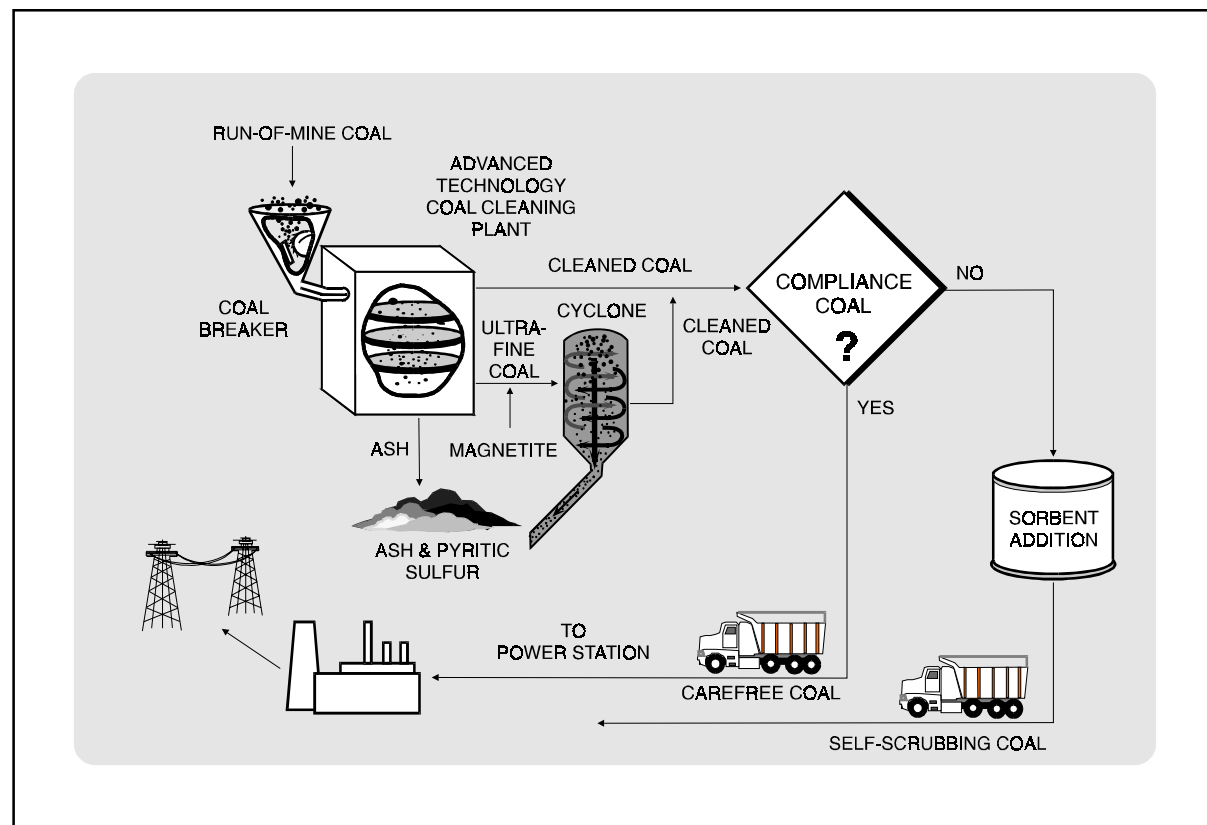 RUN-OF-MINE COAL
ADVANCED
TECHNOLOGY
COAL CLEANING
PLANT
COAL
BREAKER
CLEANED COAL
ULTRA-
FINE
COAL
CYCLONE
CLEANED
COAL
COMPLIANCE
COAL
?
NO
YES
ASH
MAGNETITE
ASH & PYRITIC
SULFUR
SORBENT
ADDITION
TO
POWER STATION
CAREFREE COAL
SELF-SCRUBBING COAL